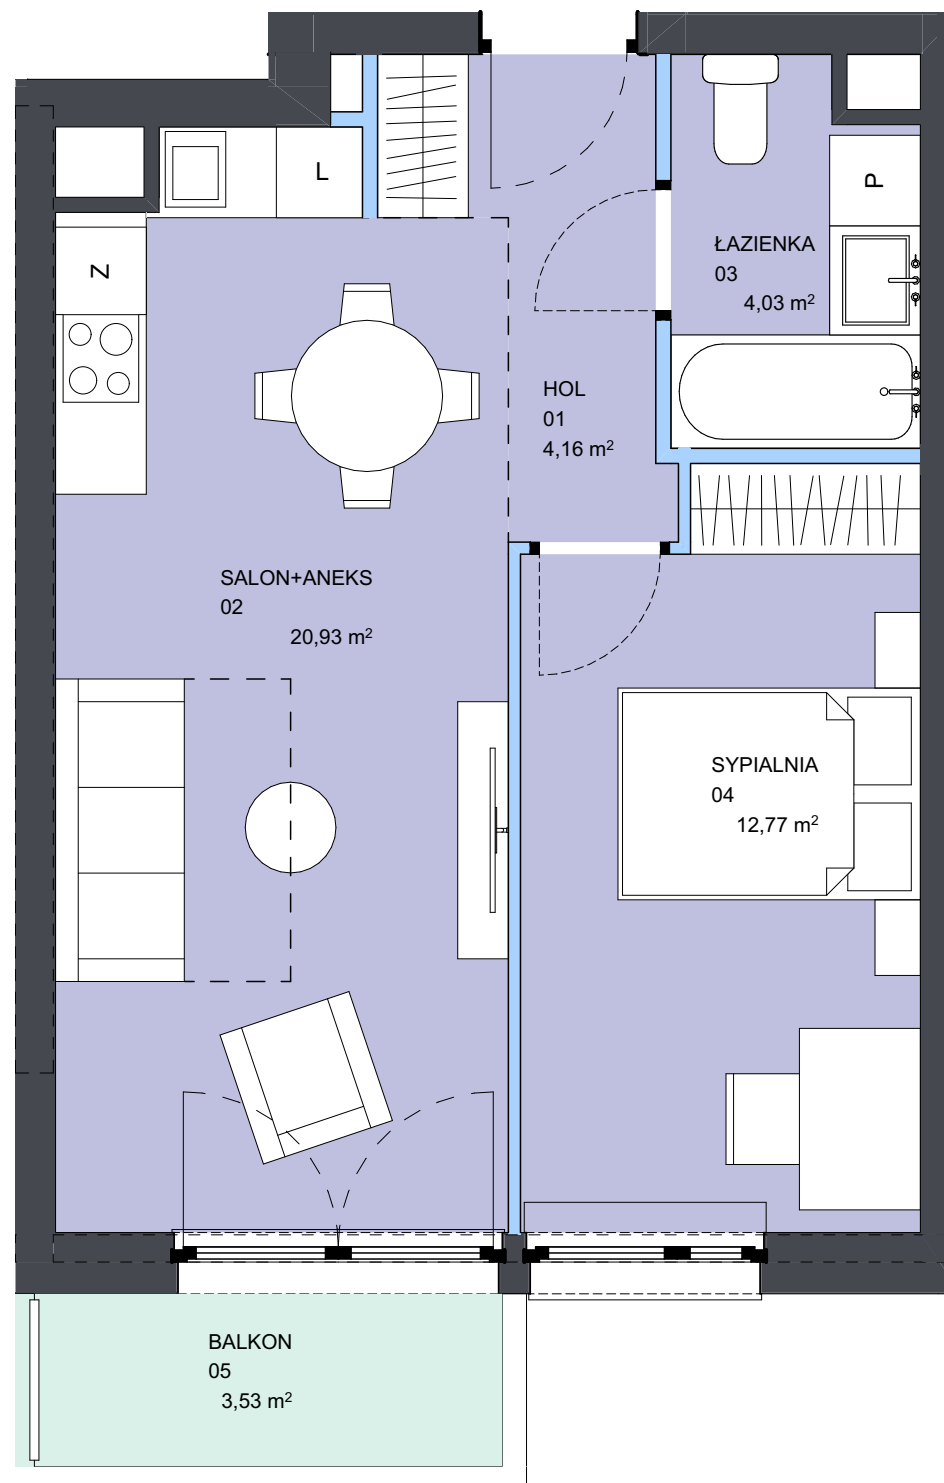 L
P
Z
ŁAZIENKA
03
4,03 m²
HOL
01
4,16 m²
SALON+ANEKS
02
20,93 m²
SYPIALNIA
04
12,77 m²
BALKON
05
3,53 m²